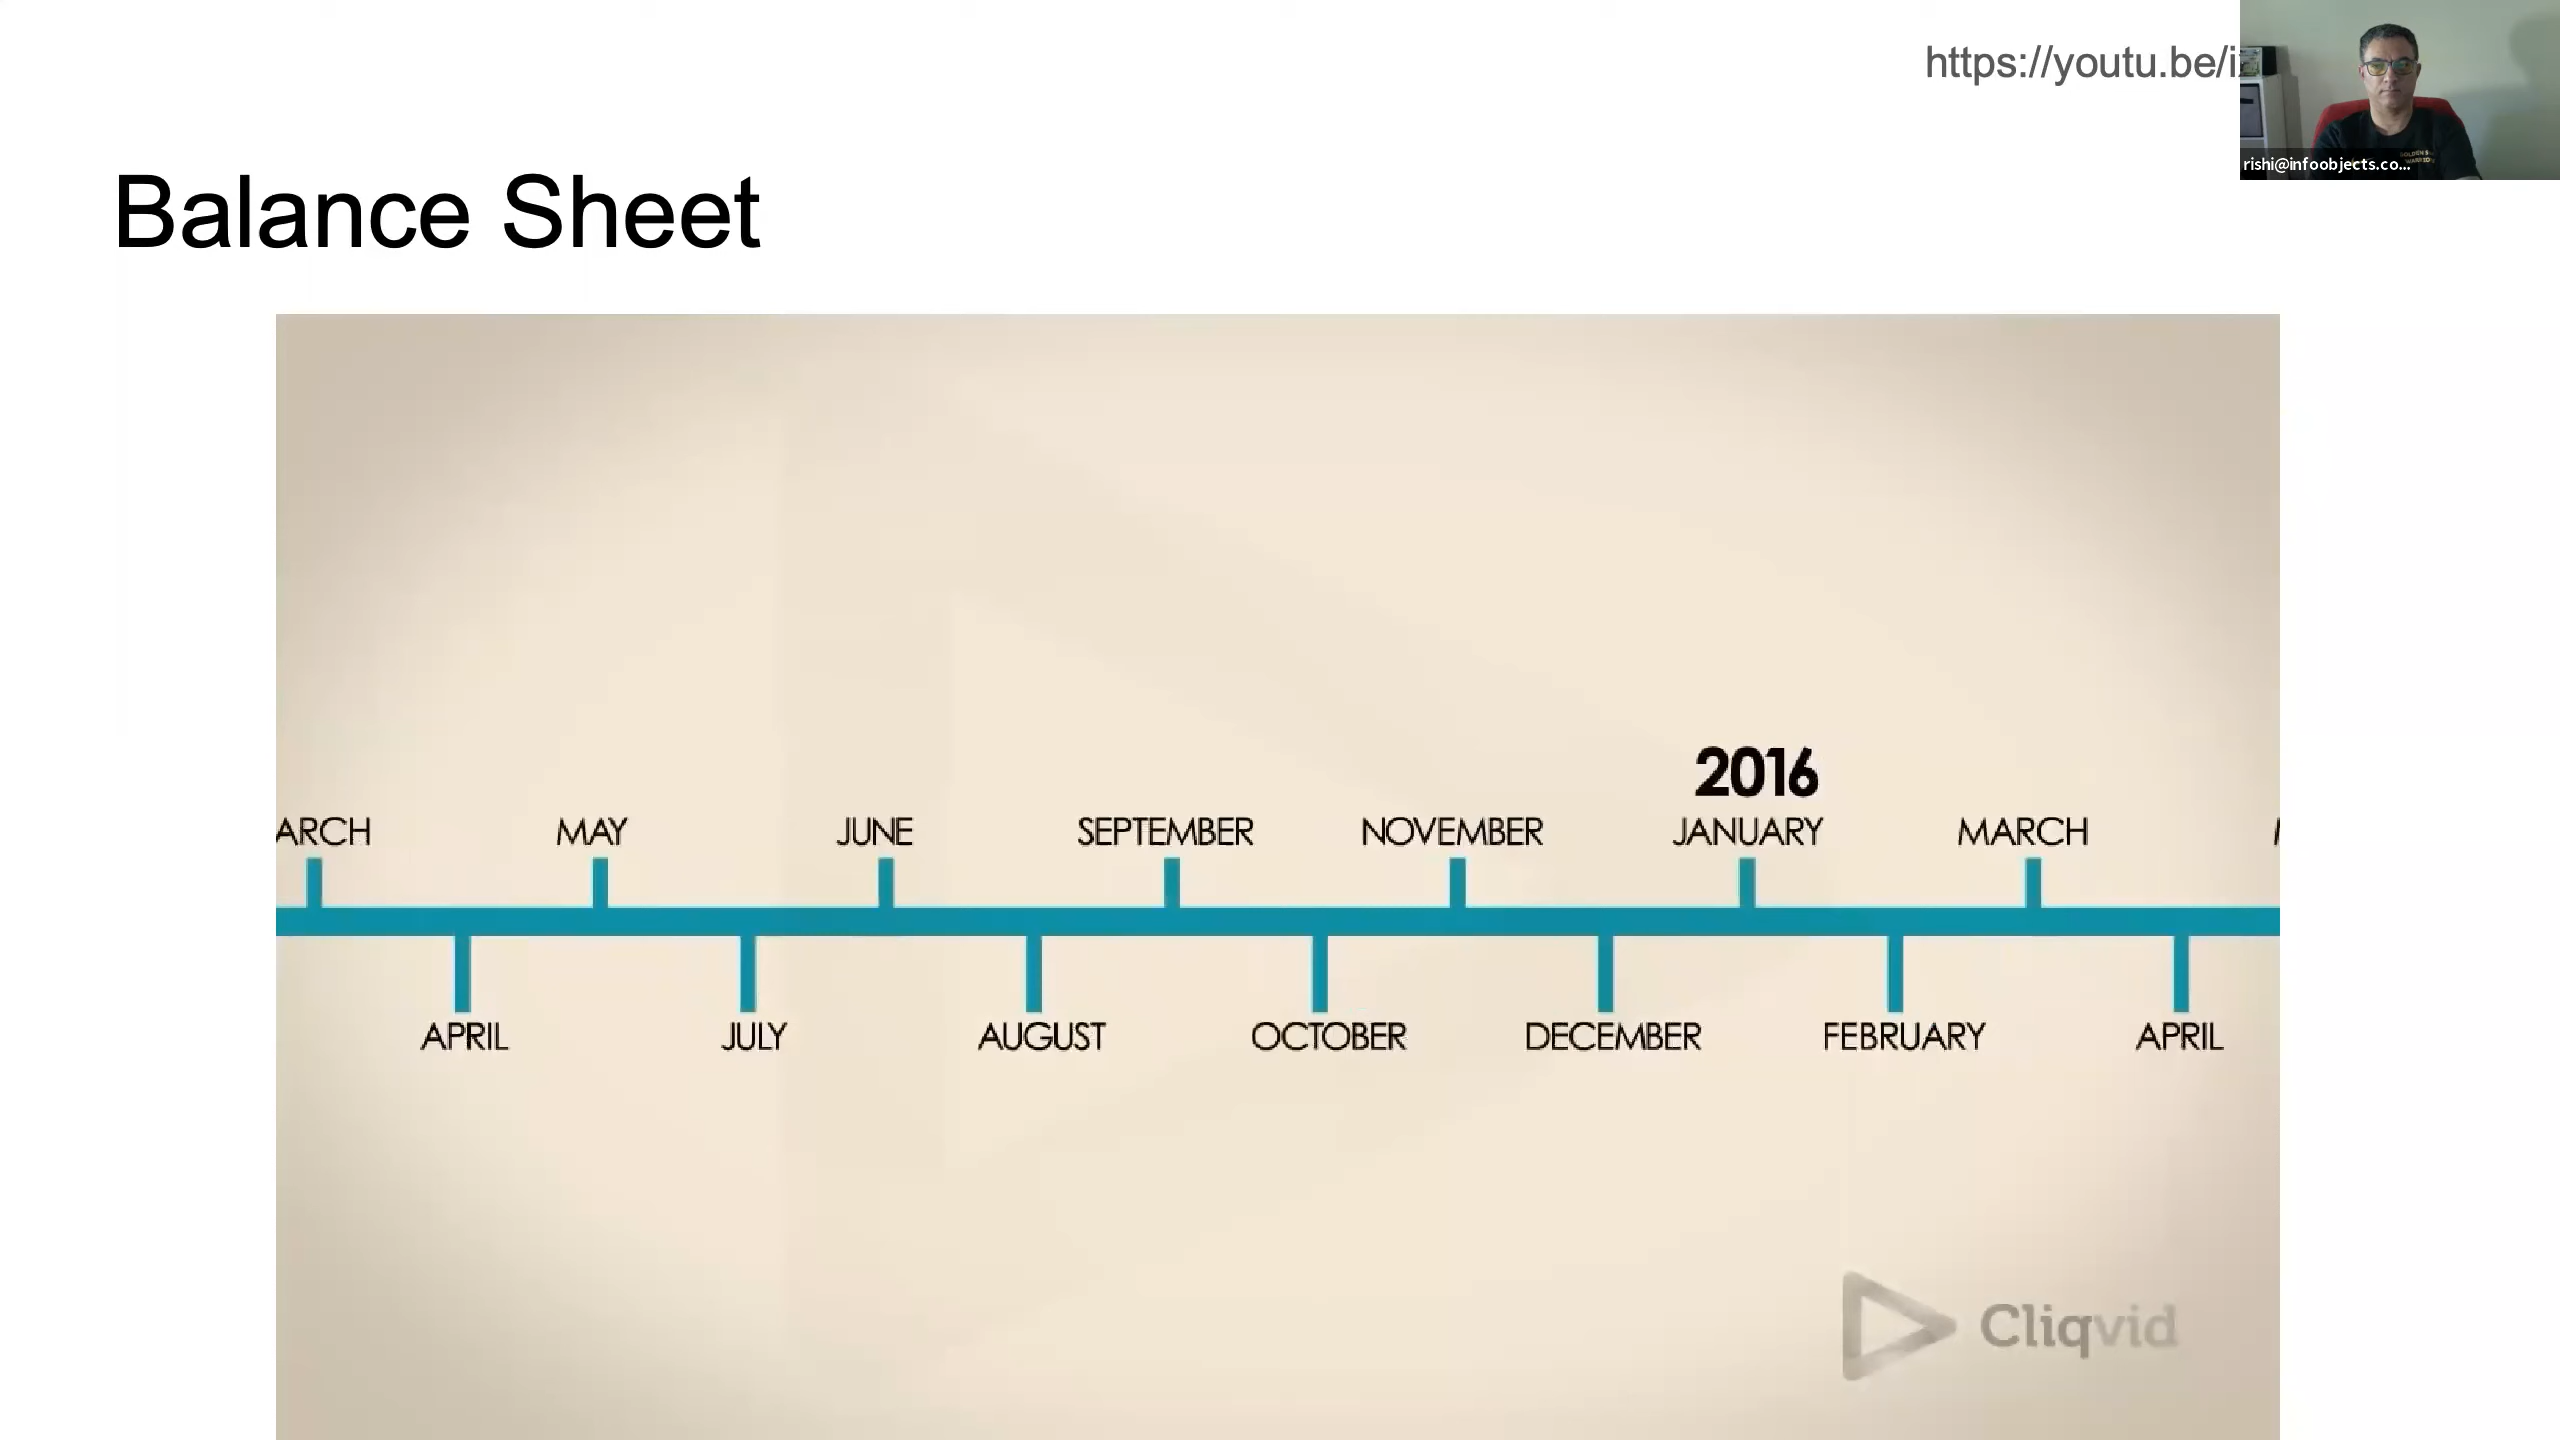 https://youtu.be/i
rishi@infoobjects.co...
Balance Sheet
2016
ARCH MAY JUNE SEPTEMBER NOVEMBER JANUARY MARCH
APRIL JULY AUGUST OCTOBER DECEMBER FEBRUARY APRIL
Cliqvid